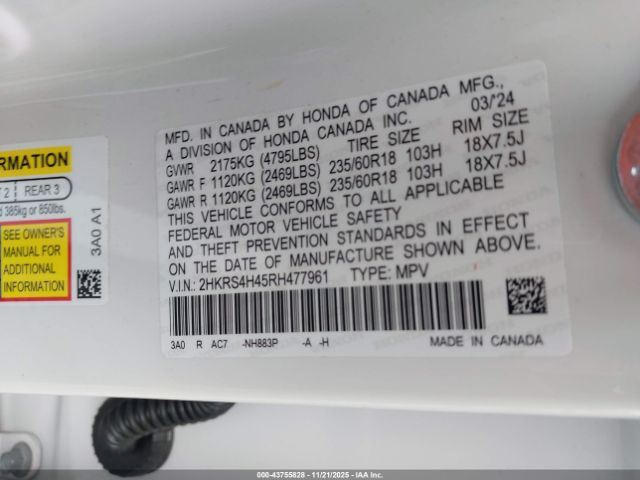 MFD. IN CANADA BY HONDA OF CANADA MFG.,
A DIVISION OF HONDA CANADA INC. 03/'24
GVWR 2175KG (4795LBS) TIRE SIZE RIM SIZE
GAWR F 1120KG (2469LBS) 235/60R18 103H 18X7.5J
GAWR R 1120KG (2469LBS) 235/60R18 103H 18X7.5J
THIS VEHICLE CONFORMS TO ALL APPLICABLE
FEDERAL MOTOR VEHICLE SAFETY
AND THEFT PREVENTION STANDARDS IN EFFECT
ON THE DATE OF MANUFACTURE SHOWN ABOVE.
V.I.N.: 2HKRS4H45RH477961 TYPE: MPV
3A0 R AC7 -NH883P -A -H MADE IN CANADA
ORMATION
2 REAR 3
385kg or 850lbs.
SEE OWNER'S
MANUAL FOR
ADDITIONAL
INFORMATION
3A0 A1
000-43755828 - 11/21/2025 - IAA Inc.